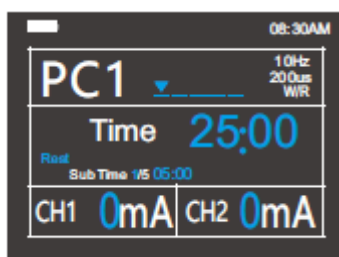 08:30AM
PC1
10Hz
200us
W/R
Time 25:00
Rest
Sub Time 1/5 05:00
CH1 0mA CH2 0mA